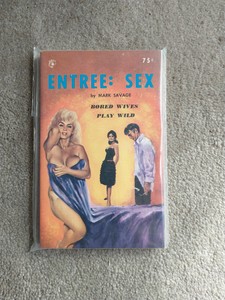 75¢
ENTREE: SEX
by MARK SAVAGE
BORED WIVES
PLAY WILD